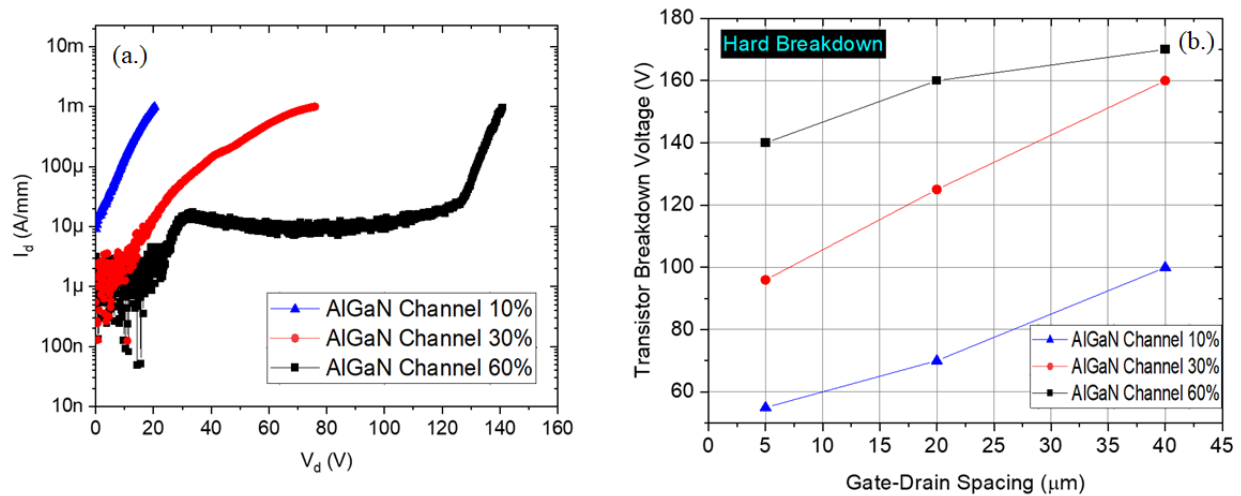 (a.)
10m
1m
100μ
10μ
1μ
100n
10n
I_d (A/mm)
0 20 40 60 80 100 120 140 160
V_d (V)
AlGaN Channel 10%
AlGaN Channel 30%
AlGaN Channel 60%
(b.)
Hard Breakdown
180
160
140
120
100
80
60
Transistor Breakdown Voltage (V)
0 5 10 15 20 25 30 35 40 45
Gate-Drain Spacing (μm)
AlGaN Channel 10%
AlGaN Channel 30%
AlGaN Channel 60%